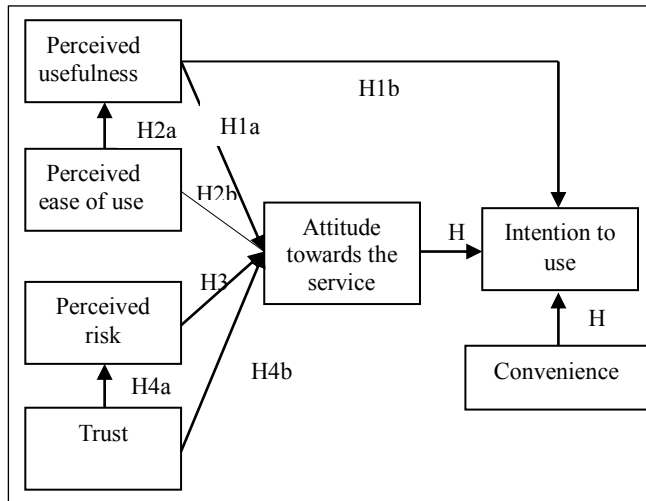 Perceived
usefulness
H1b
H2a
H1a
Perceived
ease of use
H2b
Attitude
towards the
service
H
Intention to
use
H3
Perceived
risk
H
H4a
H4b
Convenience
Trust